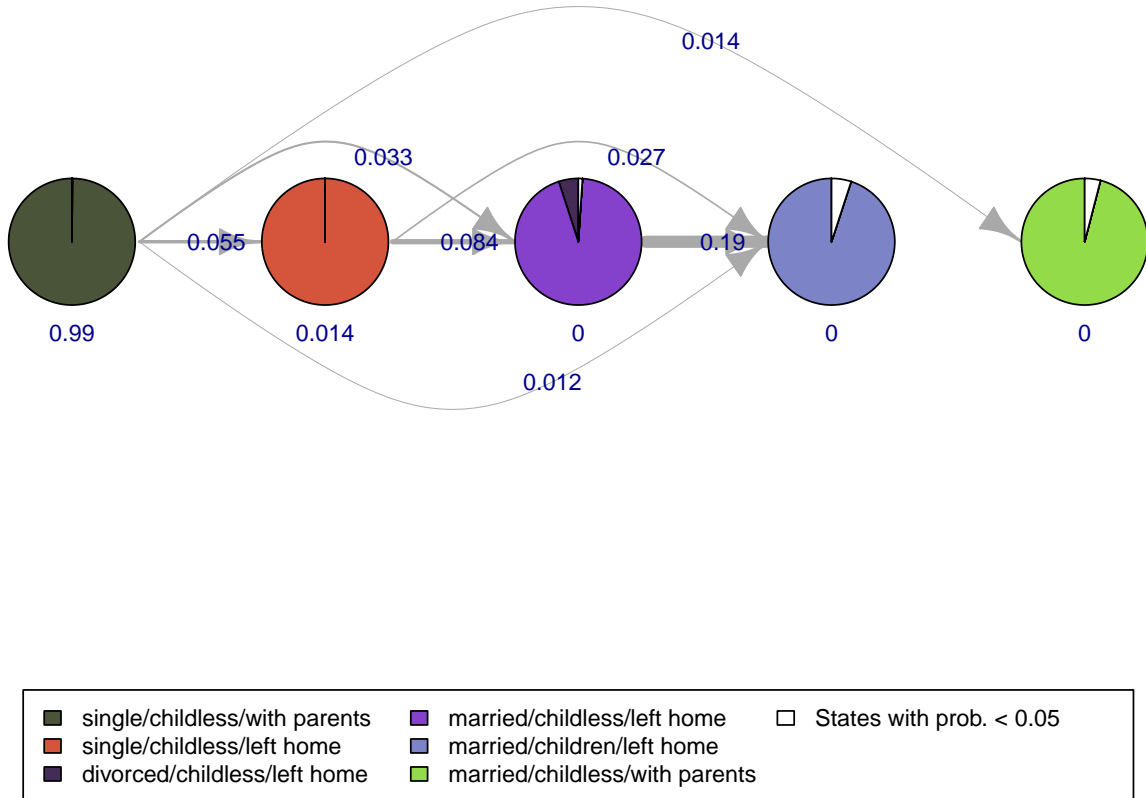 0.014
0.033 0.027
0.055 0.084 0.19
0.99 0.014 0 0 0
0.012
single/childless/with parents married/childless/left home States with prob. < 0.05
single/childless/left home married/children/left home
divorced/childless/left home married/childless/with parents